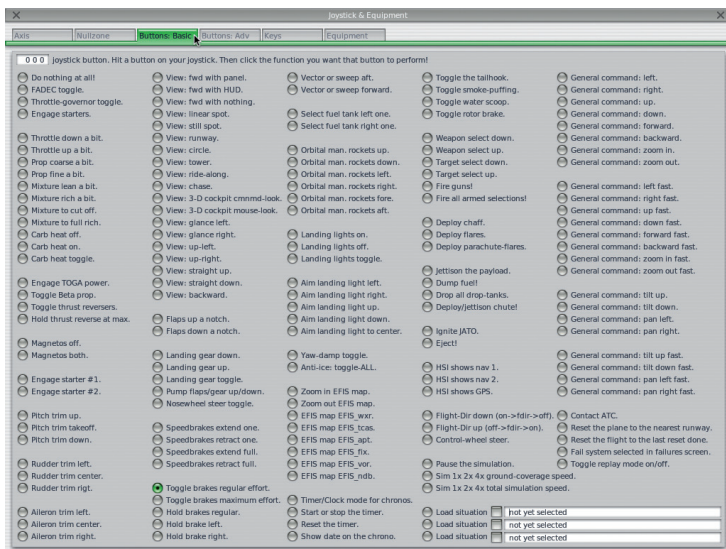 Joystick & Equipment
Axis
Nullzone
Buttons: Basic
Buttons: Adv
Keys
Equipment
0 0 0 joystick button. Hit a button on your joystick. Then click the function you want that button to perform!
Do nothing at all!
FADEC toggle.
Throttle-governor toggle.
Engage starters.
Throttle down a bit.
Throttle up a bit.
Prop coarse a bit.
Prop fine a bit.
Mixture lean a bit.
Mixture rich a bit.
Mixture to cut off.
Mixture to full rich.
Carb heat off.
Carb heat on.
Carb heat toggle.
Engage TOGA power.
Toggle Beta prop.
Toggle thrust reversers.
Hold thrust reverse at max.
Magnetos off.
Magnetos both.
Engage starter #1.
Engage starter #2.
Pitch trim up.
Pitch trim takeoff.
Pitch trim down.
Rudder trim left.
Rudder trim center.
Rudder trim rigt.
Aileron trim left.
Aileron trim center.
Aileron trim right.
View: fwd with panel.
View: fwd with HUD.
View: fwd with nothing.
View: linear spot.
View: still spot.
View: runway.
View: circle.
View: tower.
View: ride-along.
View: chase.
View: 3-D cockpit cmnmd-look.
View: 3-D cockpit mouse-look.
View: glance left.
View: glance right.
View: up-left.
View: up-right.
View: straight up.
View: straight down.
View: backward.
Flaps up a notch.
Flaps down a notch.
Landing gear down.
Landing gear up.
Landing gear toggle.
Pump flaps/gear up/down.
Nosewheel steer toggle.
Speedbrakes extend one.
Speedbrakes retract one.
Speedbrakes extend full.
Speedbrakes retract full.
Toggle brakes regular effort.
Toggle brakes maximum effort.
Hold brakes regular.
Hold brake left.
Hold brake right.
Vector or sweep aft.
Vector or sweep forward.
Select fuel tank left one.
Select fuel tank right one.
Orbital man. rockets up.
Orbital man. rockets down.
Orbital man. rockets left.
Orbital man. rockets right.
Orbital man. rockets fore.
Orbital man. rockets aft.
Landing lights on.
Landing lights off.
Landing lights toggle.
Aim landing light left.
Aim landing light right.
Aim landing light up.
Aim landing light down.
Aim landing light to center.
Yaw-damp toggle.
Anti-ice: toggle-ALL.
Zoom in EFIS map.
Zoom out EFIS map.
EFIS map EFIS_wxr.
EFIS map EFIS_tcas.
EFIS map EFIS_apt.
EFIS map EFIS_fix.
EFIS map EFIS_vor.
EFIS map EFIS_ndb.
Timer/Clock mode for chronos.
Start or stop the timer.
Reset the timer.
Show date on the chrono.
Toggle the tailhook.
Toggle smoke-puffing.
Toggle water scoop.
Toggle rotor brake.
Weapon select down.
Weapon select up.
Target select down.
Target select up.
Fire guns!
Fire all armed selections!
Deploy chaff.
Deploy flares.
Deploy parachute-flares.
Jettison the payload.
Dump fuel!
Drop all drop-tanks.
Deploy/jettison chute!
Ignite JATO.
Eject!
HSI shows nav 1.
HSI shows nav 2.
HSI shows GPS.
Flight-Dir down (on->fdir->off).
Flight-Dir up (off->fdir->on).
Control-wheel steer.
Pause the simulation.
Sim 1x 2x 4x ground-coverage speed.
Sim 1x 2x 4x total simulation speed.
Load situation not yet selected
Load situation not yet selected
Load situation not yet selected
General command: left.
General command: right.
General command: up.
General command: down.
General command: forward.
General command: backward.
General command: zoom in.
General command: zoom out.
General command: left fast.
General command: right fast.
General command: up fast.
General command: down fast.
General command: forward fast.
General command: backward fast.
General command: zoom in fast.
General command: zoom out fast.
General command: tilt up.
General command: tilt down.
General command: pan left.
General command: pan right.
General command: tilt up fast.
General command: tilt down fast.
General command: pan left fast.
General command: pan right fast.
Contact ATC.
Reset the plane to the nearest runway.
Reset the flight to the last reset done.
Fail system selected in failures screen.
Toggle replay mode on/off.